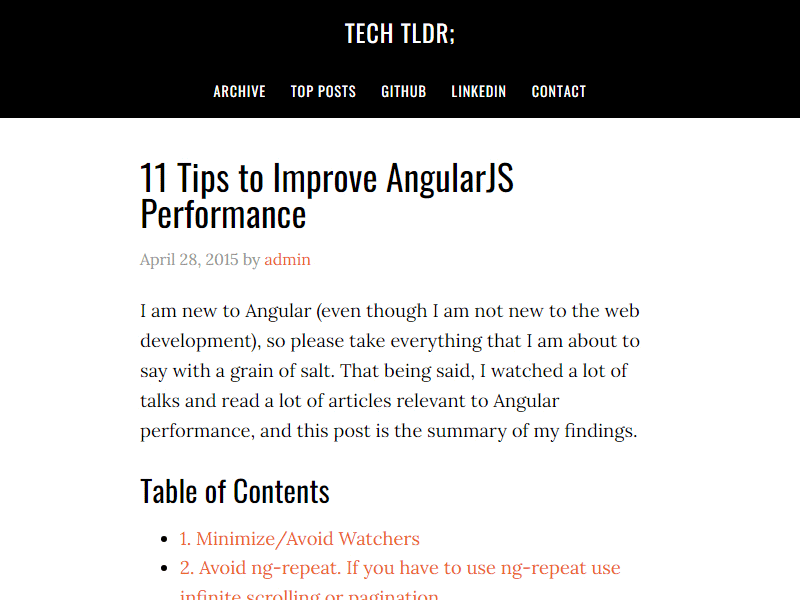 TECH TLDR;
ARCHIVE TOP POSTS GITHUB LINKEDIN CONTACT
11 Tips to Improve AngularJS
Performance
April 28, 2015 by admin
I am new to Angular (even though I am not new to the web
development), so please take everything that I am about to
say with a grain of salt. That being said, I watched a lot of
talks and read a lot of articles relevant to Angular
performance, and this post is the summary of my findings.
Table of Contents
1. Minimize/Avoid Watchers
2. Avoid ng-repeat. If you have to use ng-repeat use
infinite scrolling or pagination